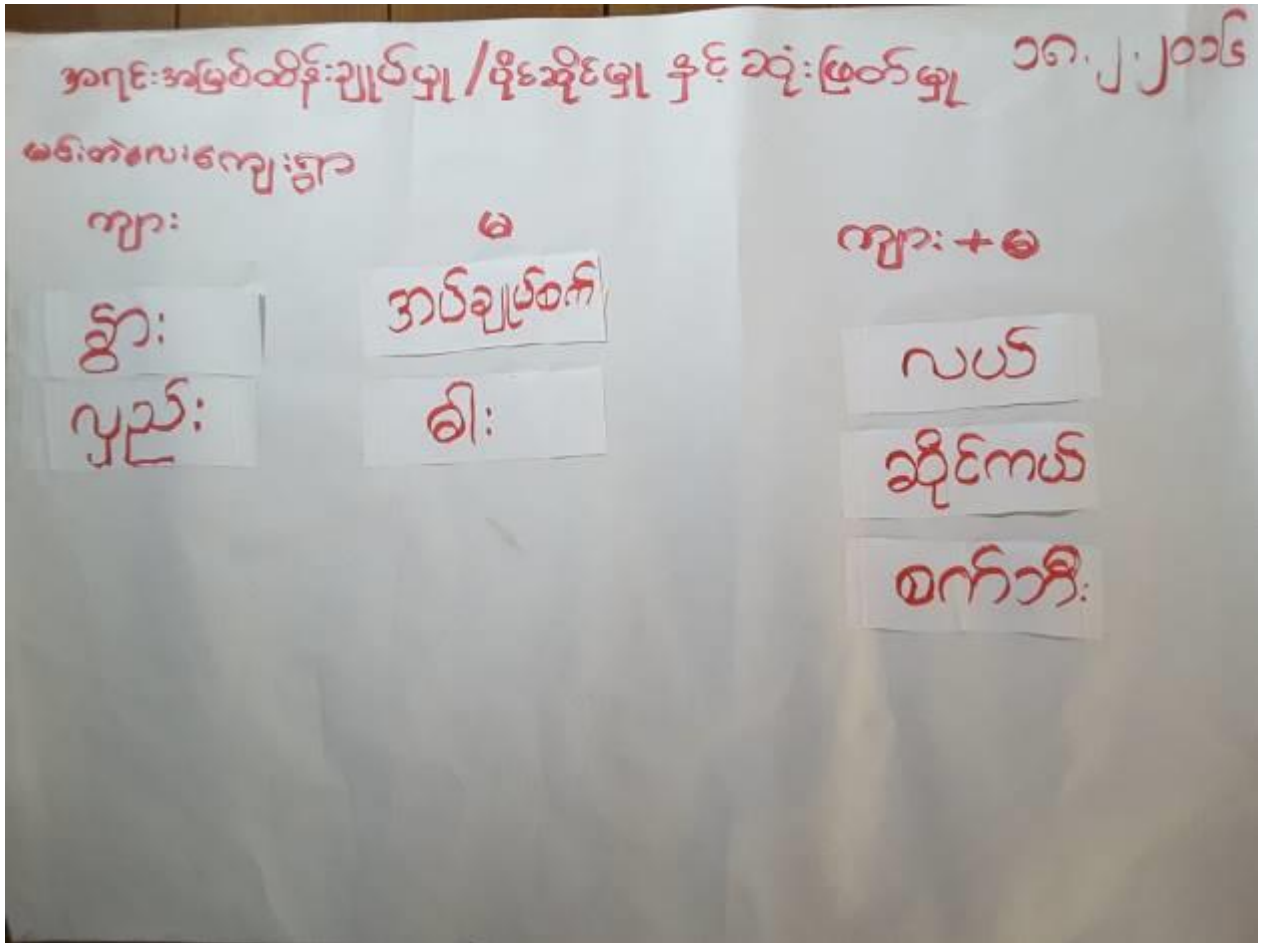 အရင်းအမြစ်ထိန်းချုပ်မှု /ပိုင်ဆိုင်မှု နှင့် ဆုံးဖြတ်မှု ၁၈.၂.၂၀၁၆
မင်းတဲလေးကျေးရွာ
ကျား မ ကျား+မ
နွား အပ်ချုပ်စက်
လှည်း ဓါး လယ်
ဆိုင်ကယ်
စက်ဘီး